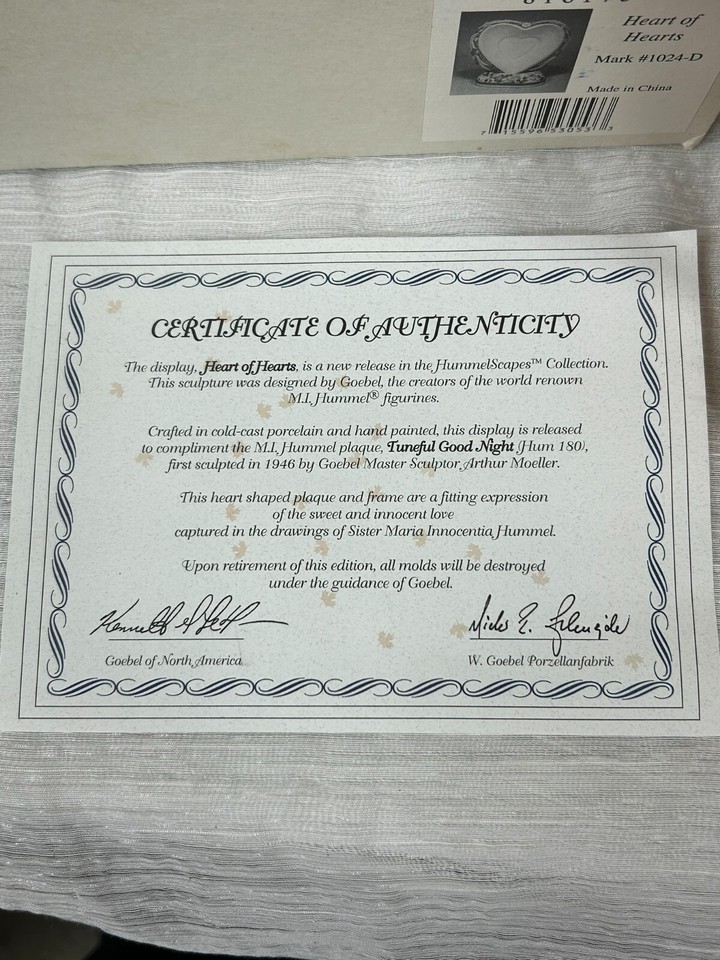 Heart of
Hearts
Mark #1024-D
Made in China
7 15596 53053 3
CERTIFICATE OF AUTHENTICITY
The display, Heart of Hearts, is a new release in the HummelScapes™ Collection.
This sculpture was designed by Goebel, the creators of the world renown
M.I. Hummel® figurines.
Crafted in cold-cast porcelain and hand painted, this display is released
to compliment the M.I. Hummel plaque, Tuneful Good Night (Hum 180),
first sculpted in 1946 by Goebel Master Sculptor, Arthur Moeller.
This heart shaped plaque and frame are a fitting expression
of the sweet and innocent love
captured in the drawings of Sister Maria Innocentia Hummel.
Upon retirement of this edition, all molds will be destroyed
under the guidance of Goebel.
Goebel of North America
W. Goebel Porzellanfabrik